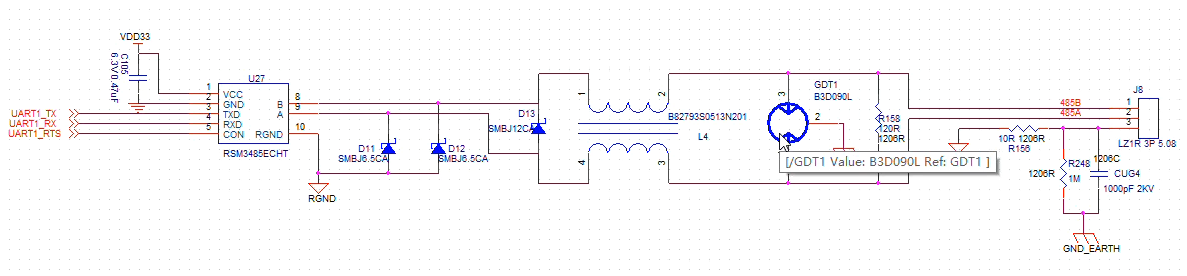 VDD33
C105
6.3V/0.47uF
U27
1
2
3
4
5
VCC
GND
TXD
RXD
CON
B
A
RGND
8
9
10
RSM3485ECHT
UART1_TX
UART1_RX
UART1_RTS
RGND
D11
SMBJ6.5CA
D12
SMBJ6.5CA
D13
SMBJ12CA
1
2
4
3
B82793S0513N201
L4
GDT1
B3D090L
3
2
R158
120R
1206R
[/GDT1 Value: B3D090L Ref: GDT1 ]
485B
485A
J8
1
2
3
LZ1R 3P 5.08
10R 1206R
R156
R248
1206R
1M
1206C
CUG4
1000pF 2KV
GND_EARTH